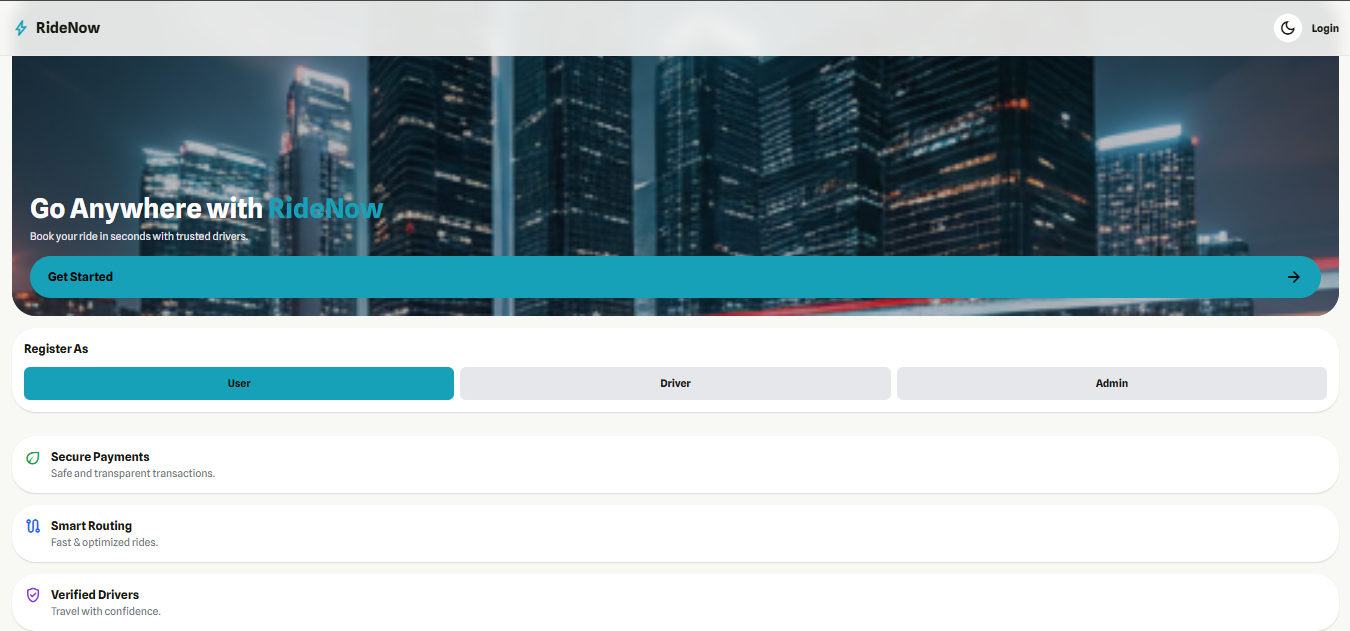 RideNow
Login
Go Anywhere with RideNow
Book your ride in seconds with trusted drivers.
Get Started
Register As
User
Driver
Admin
Secure Payments
Safe and transparent transactions.
Smart Routing
Fast & optimized rides.
Verified Drivers
Travel with confidence.